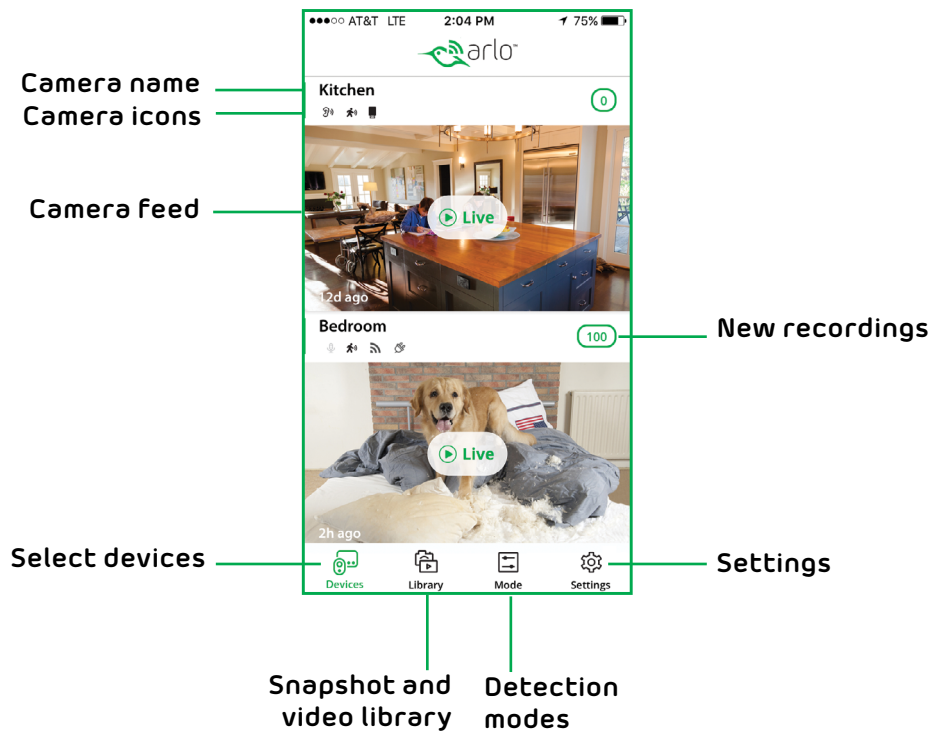 ●●●○○ AT&T LTE 2:04 PM 75%
arlo™
Camera name
Kitchen
0
Camera icons
Camera feed
Live
12d ago
Bedroom
100
New recordings
Live
2h ago
Select devices
Devices
Library
Mode
Settings
Settings
Snapshot and
video library
Detection
modes